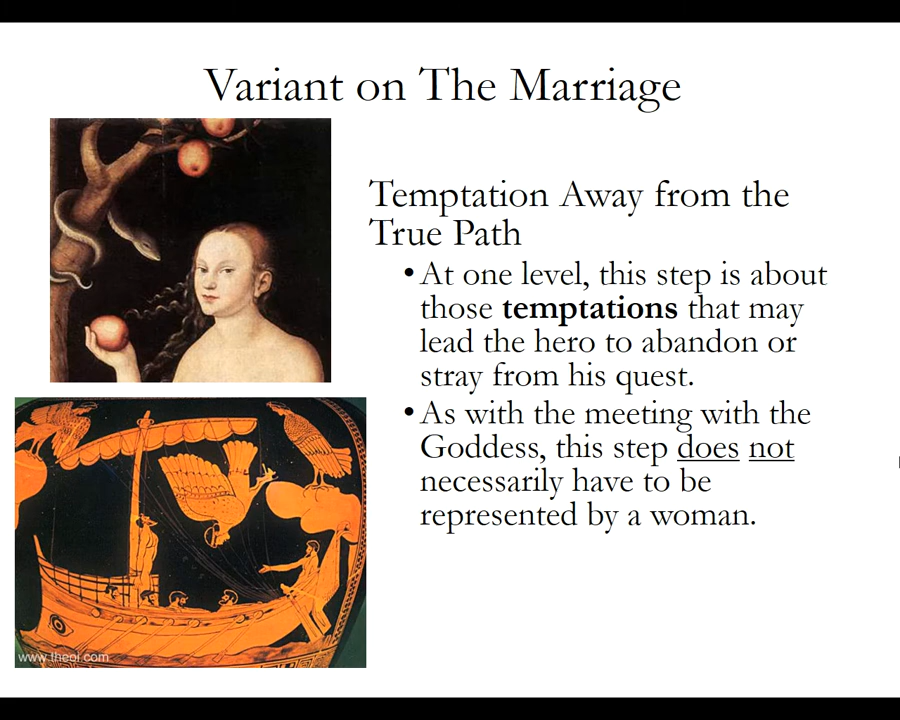 Variant on The Marriage
Temptation Away from the
True Path
• At one level, this step is about
those temptations that may
lead the hero to abandon or
stray from his quest.
• As with the meeting with the
Goddess, this step does not
necessarily have to be
represented by a woman.
www.theoi.com